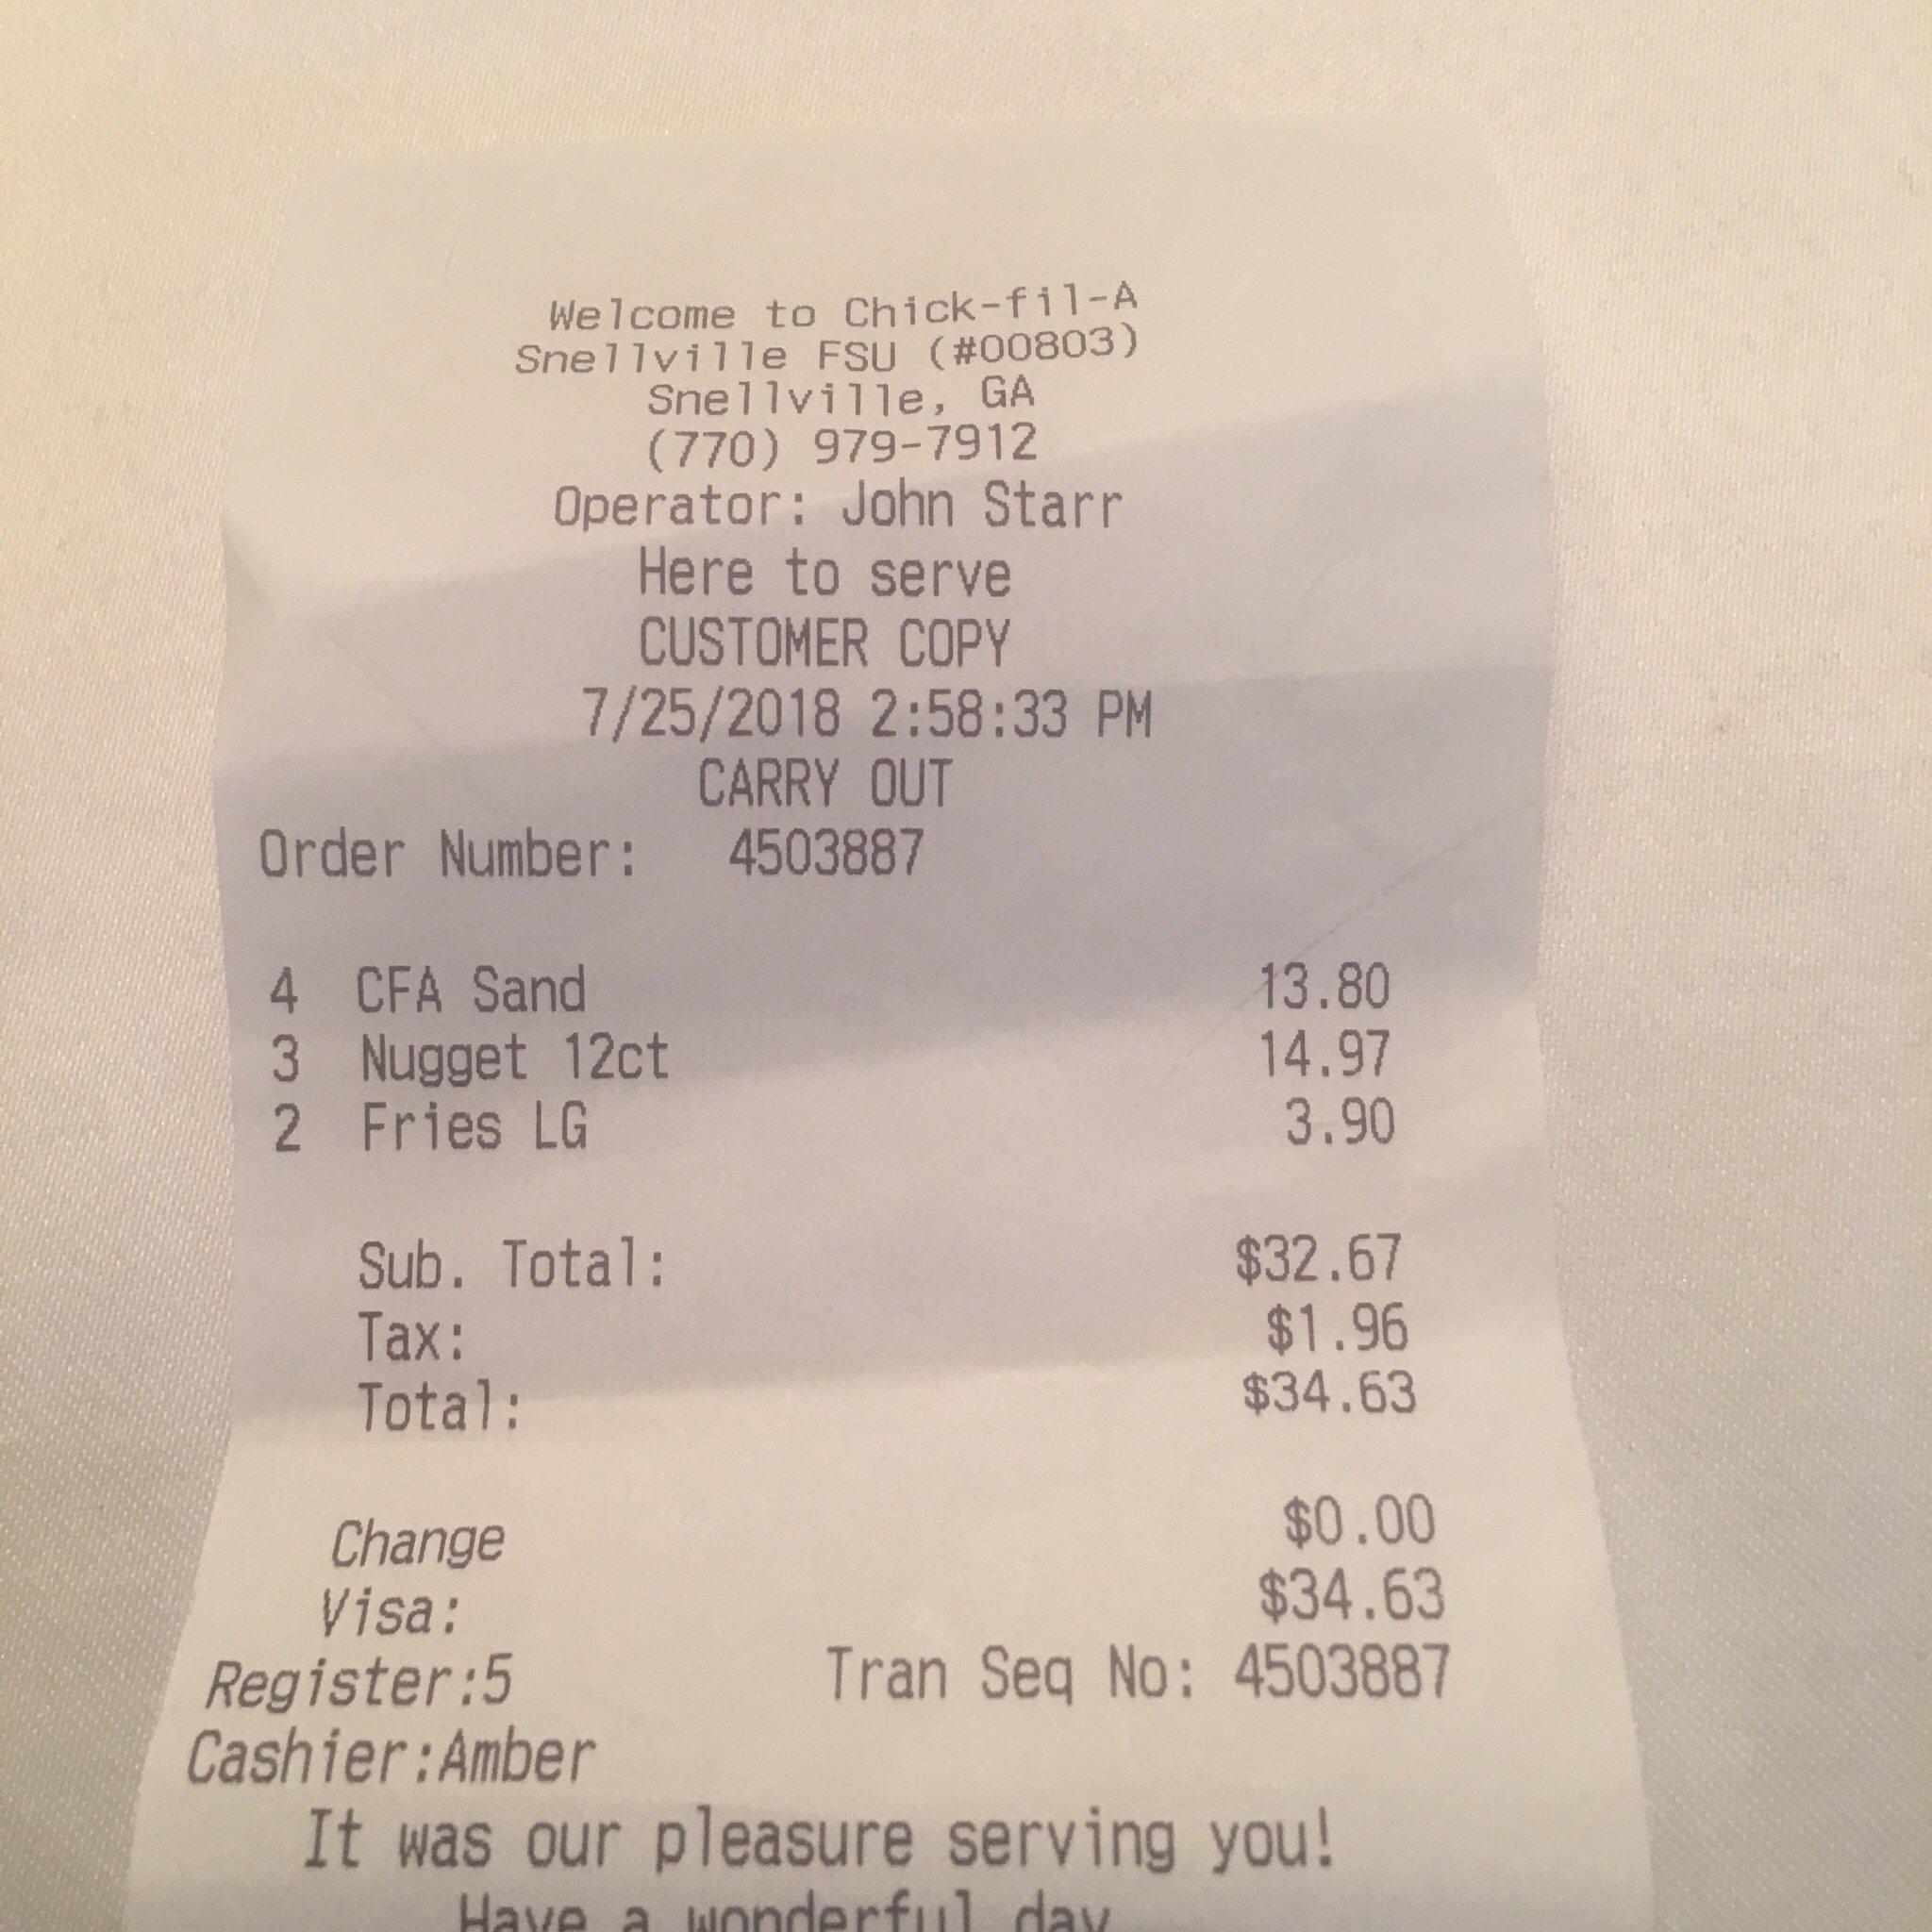 Welcome to Chick-fil-A
Snellville FSU (#00803)
Snellville, GA
(770) 979-7912
Operator: John Starr
Here to serve
CUSTOMER COPY
7/25/2018 2:58:33 PM
CARRY OUT
Order Number: 4503887
4 CFA Sand 13.80
3 Nugget 12ct 14.97
2 Fries LG 3.90
Sub. Total: $32.67
Tax: $1.96
Total: $34.63
Change $0.00
Visa: $34.63
Register:5 Tran Seq No: 4503887
Cashier:Amber
It was our pleasure serving you!
Have a wonderful day